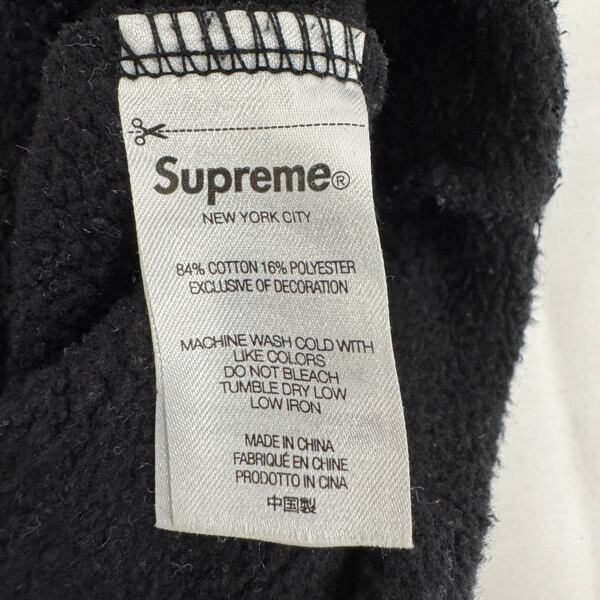 Supreme®
NEW YORK CITY
84% COTTON 16% POLYESTER
EXCLUSIVE OF DECORATION
MACHINE WASH COLD WITH
LIKE COLORS
DO NOT BLEACH
TUMBLE DRY LOW
LOW IRON
MADE IN CHINA
FABRIQUÉ EN CHINE
PRODOTTO IN CINA
中国製